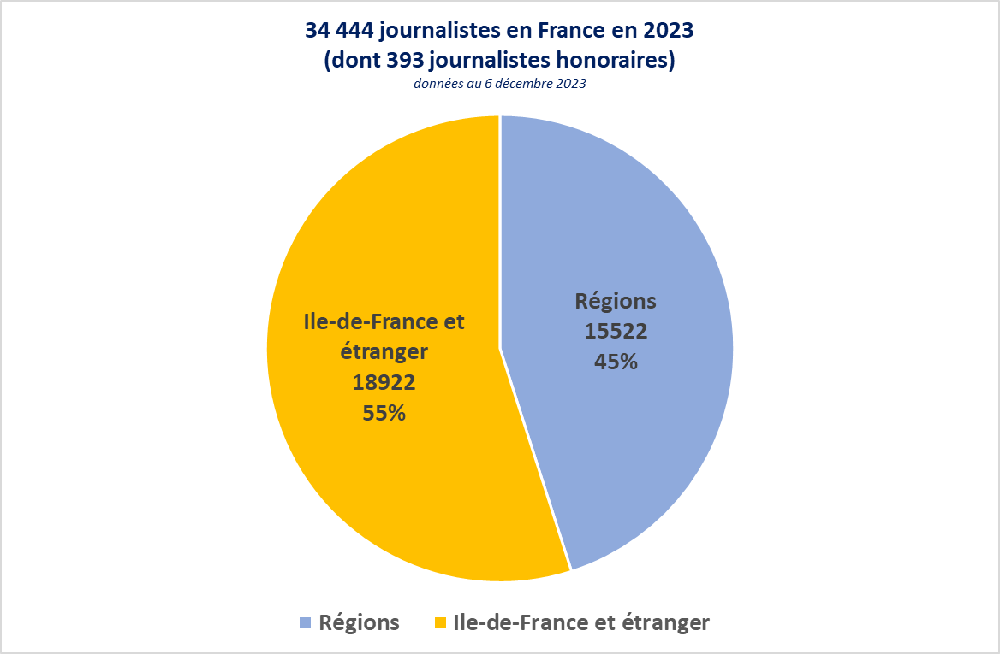 34 444 journalistes en France en 2023
(dont 393 journalistes honoraires)
données au 6 décembre 2023
Régions
15522
45%
Ile-de-France et
étranger
18922
55%
Régions
Ile-de-France et étranger